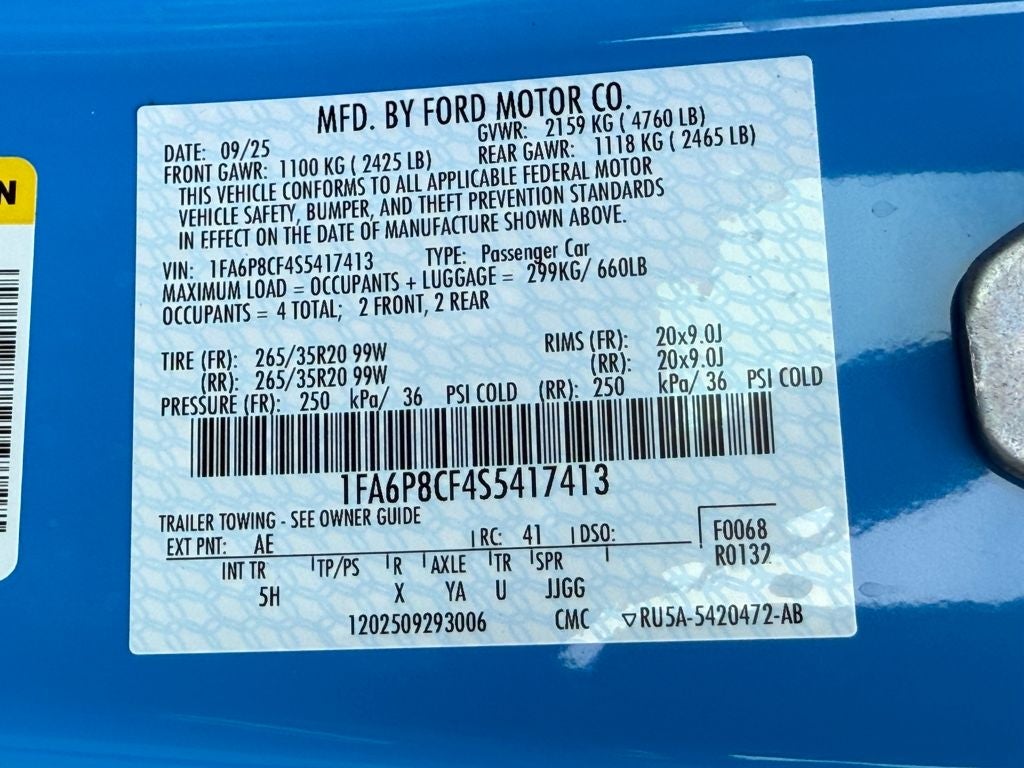 MFD. BY FORD MOTOR CO.
DATE: 09/25 GVWR: 2159 KG ( 4760 LB)
FRONT GAWR: 1100 KG ( 2425 LB) REAR GAWR: 1118 KG ( 2465 LB)
THIS VEHICLE CONFORMS TO ALL APPLICABLE FEDERAL MOTOR
VEHICLE SAFETY, BUMPER, AND THEFT PREVENTION STANDARDS
IN EFFECT ON THE DATE OF MANUFACTURE SHOWN ABOVE.
VIN: 1FA6P8CF4S5417413 TYPE: Passenger Car
MAXIMUM LOAD = OCCUPANTS + LUGGAGE = 299KG/ 660LB
OCCUPANTS = 4 TOTAL; 2 FRONT, 2 REAR
TIRE (FR): 265/35R20 99W RIMS (FR): 20x9.0J
(RR): 265/35R20 99W (RR): 20x9.0J
PRESSURE (FR): 250 kPa/ 36 PSI COLD (RR): 250 kPa/ 36 PSI COLD
1FA6P8CF4S5417413
TRAILER TOWING - SEE OWNER GUIDE
EXT PNT: AE RC: 41 DSO: F0068
R0132
INT TR TP/PS R AXLE TR SPR
5H X YA U JJGG
1202509293006 CMC ▽RU5A-5420472-AB
N